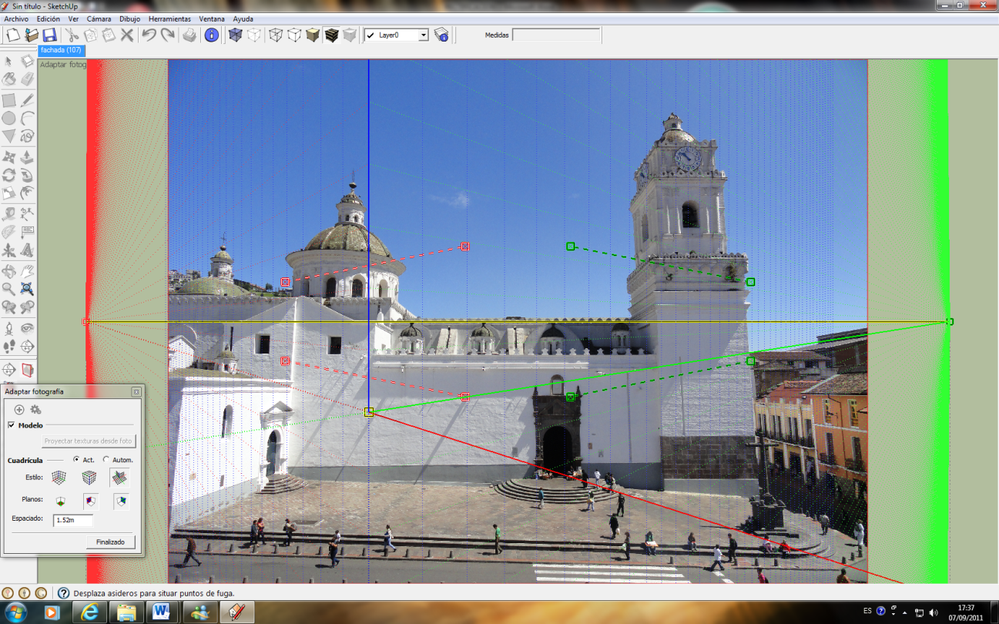 Sin título - SketchUp
Archivo Edición Ver Cámara Dibujo Herramientas Ventana Ayuda
Layer0 Medidas
fachada (107)
Adaptar fotog
ABC
Adaptar fotografía
Modelo
Proyectar texturas desde foto
Cuadrícula Act. Autom.
Estilo:
Planos:
Espaciado: 1.52m
Finalizado
Desplaza asideros para situar puntos de fuga.
ES 17:37
07/09/2011